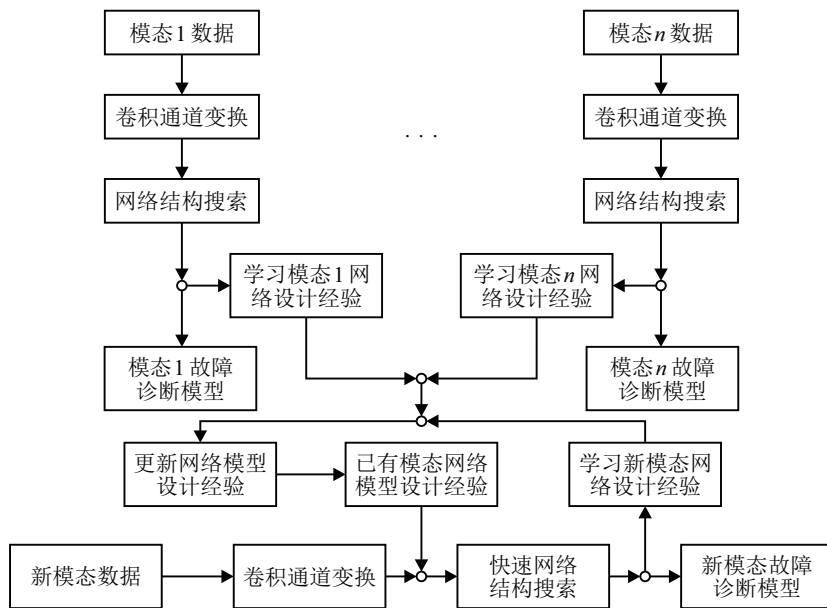 模态1数据
模态n数据
卷积通道变换
卷积通道变换
...
网络结构搜索
网络结构搜索
学习模态1网
络设计经验
学习模态n网
络设计经验
模态1故障
诊断模型
模态n故障
诊断模型
更新网络模型
设计经验
已有模态网络
模型设计经验
学习新模态网
络设计经验
新模态数据
卷积通道变换
快速网络
结构搜索
新模态故障
诊断模型